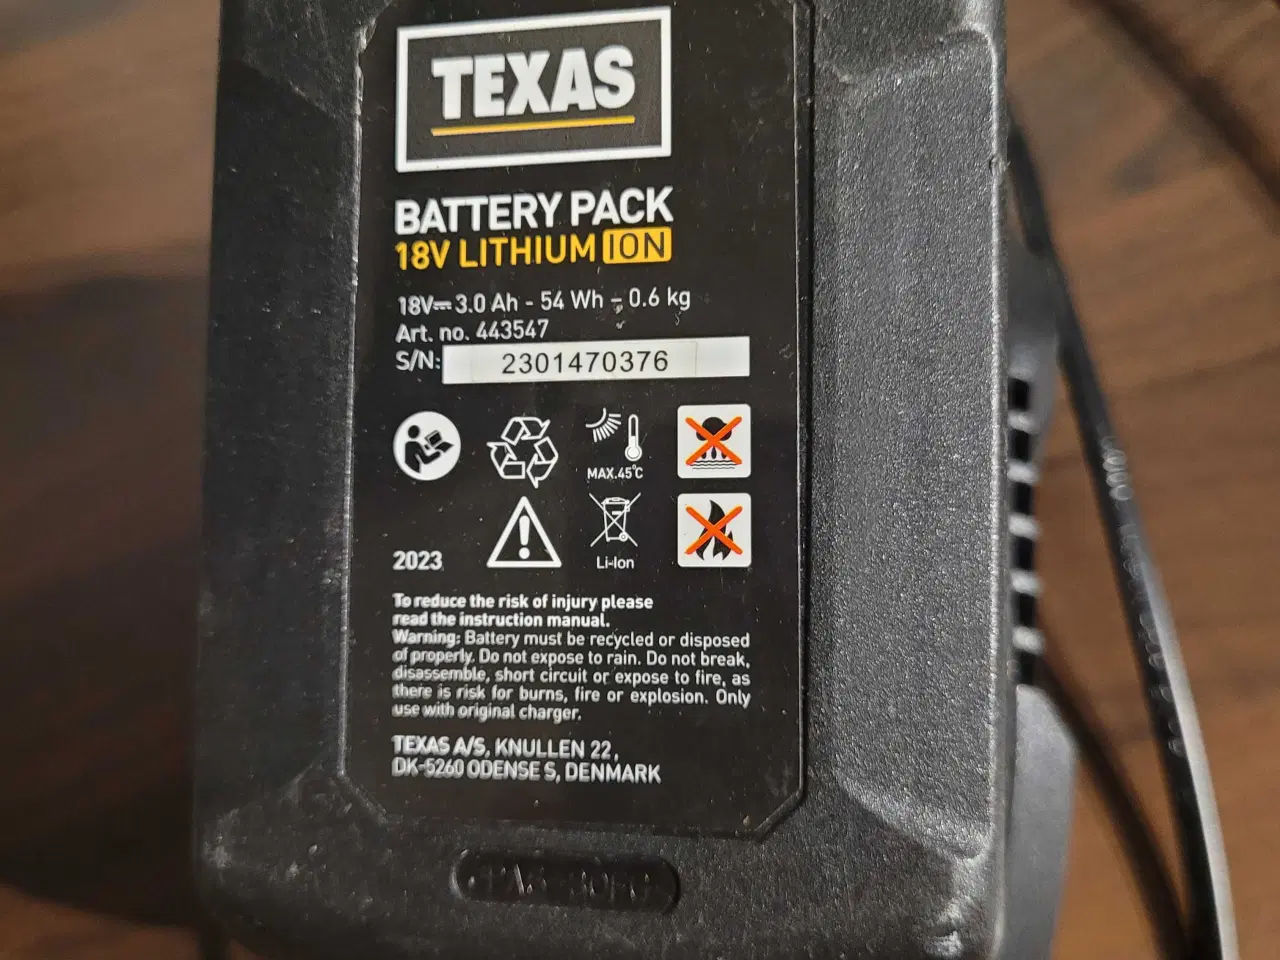 TEXAS
BATTERY PACK
18V LITHIUM ION
18V⎓ 3.0 Ah - 54 Wh - 0.6 kg
Art. no. 443547
S/N: 2301470376
MAX.45°C
Li-Ion
2023
To reduce the risk of injury please
read the instruction manual.
Warning: Battery must be recycled or disposed
of properly. Do not expose to rain. Do not break,
disassemble, short circuit or expose to fire, as
there is risk for burns, fire or explosion. Only
use with original charger.
TEXAS A/S, KNULLEN 22,
DK-5260 ODENSE S, DENMARK